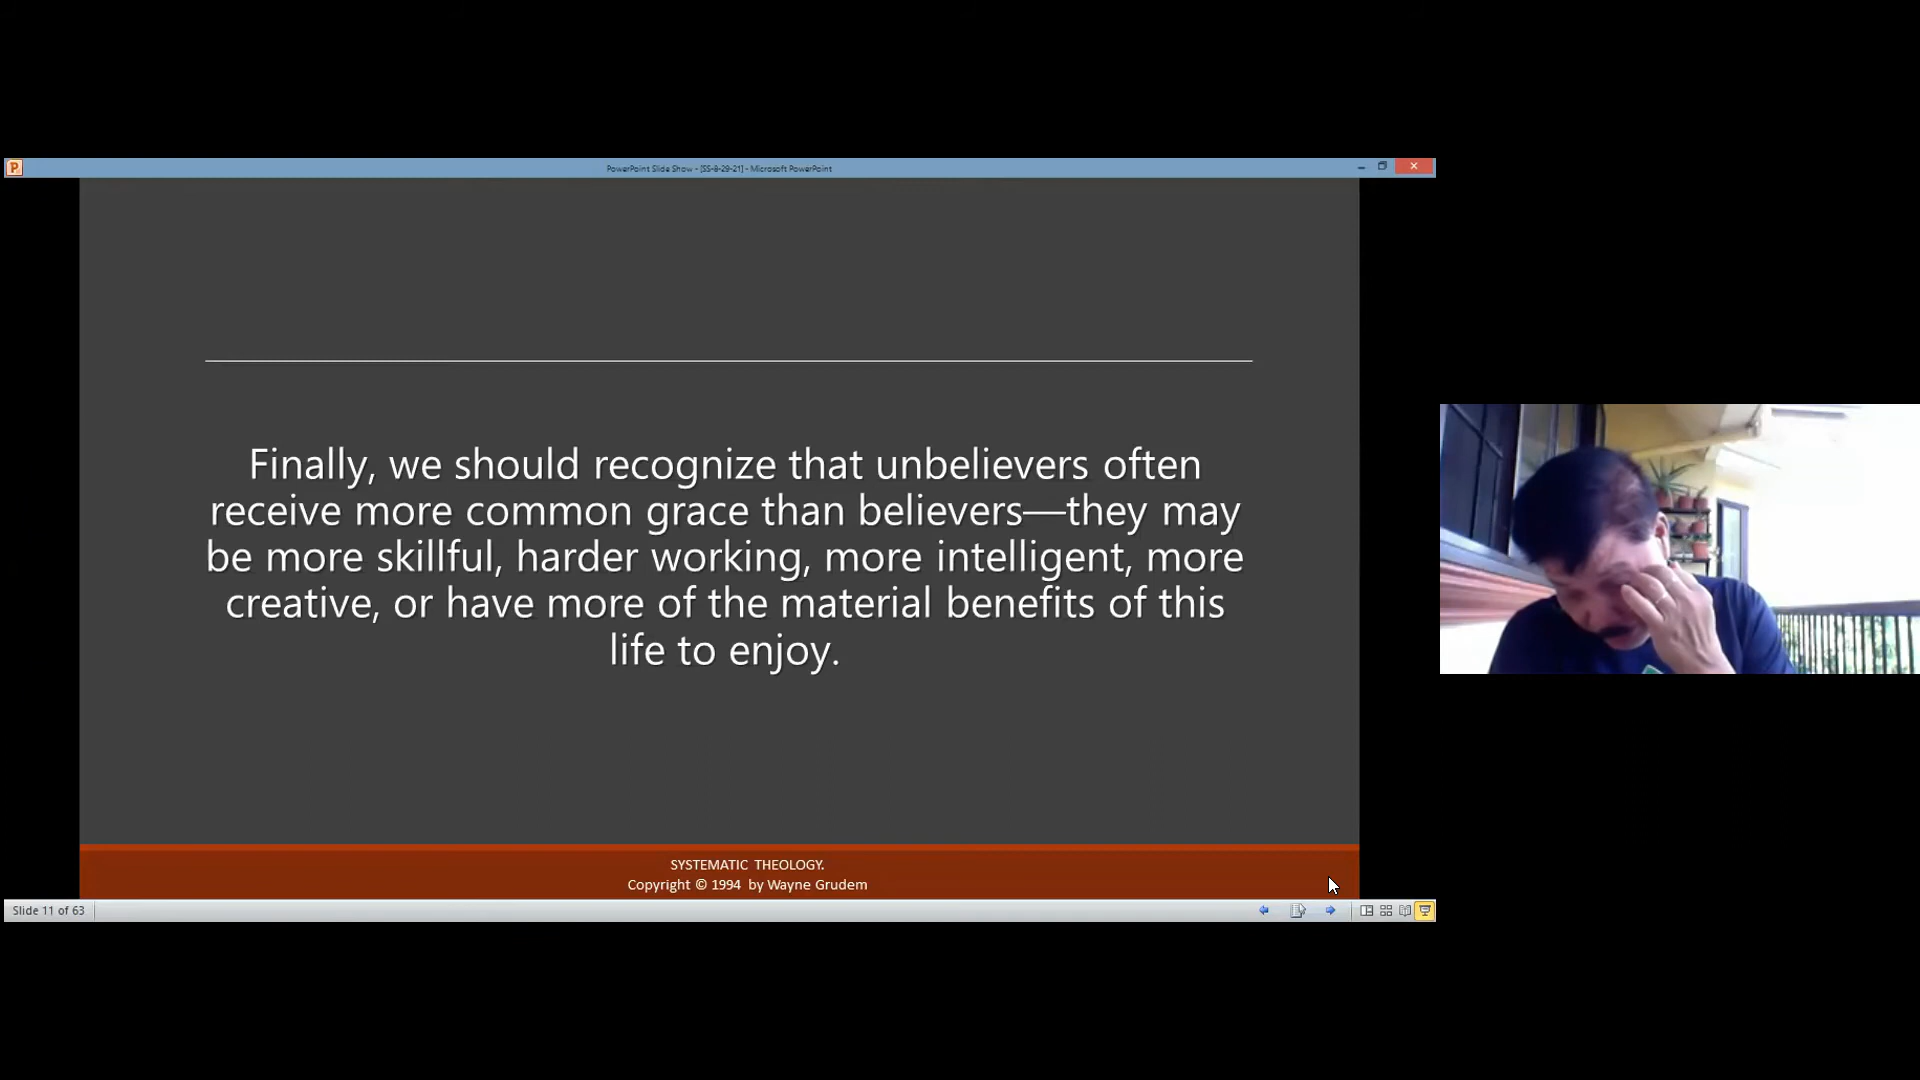 PowerPoint Slide Show - [SS-8-29-21] - Microsoft PowerPoint
Finally, we should recognize that unbelievers often
receive more common grace than believers—they may
be more skillful, harder working, more intelligent, more
creative, or have more of the material benefits of this
life to enjoy.
SYSTEMATIC THEOLOGY.
Copyright © 1994 by Wayne Grudem
Slide 11 of 63